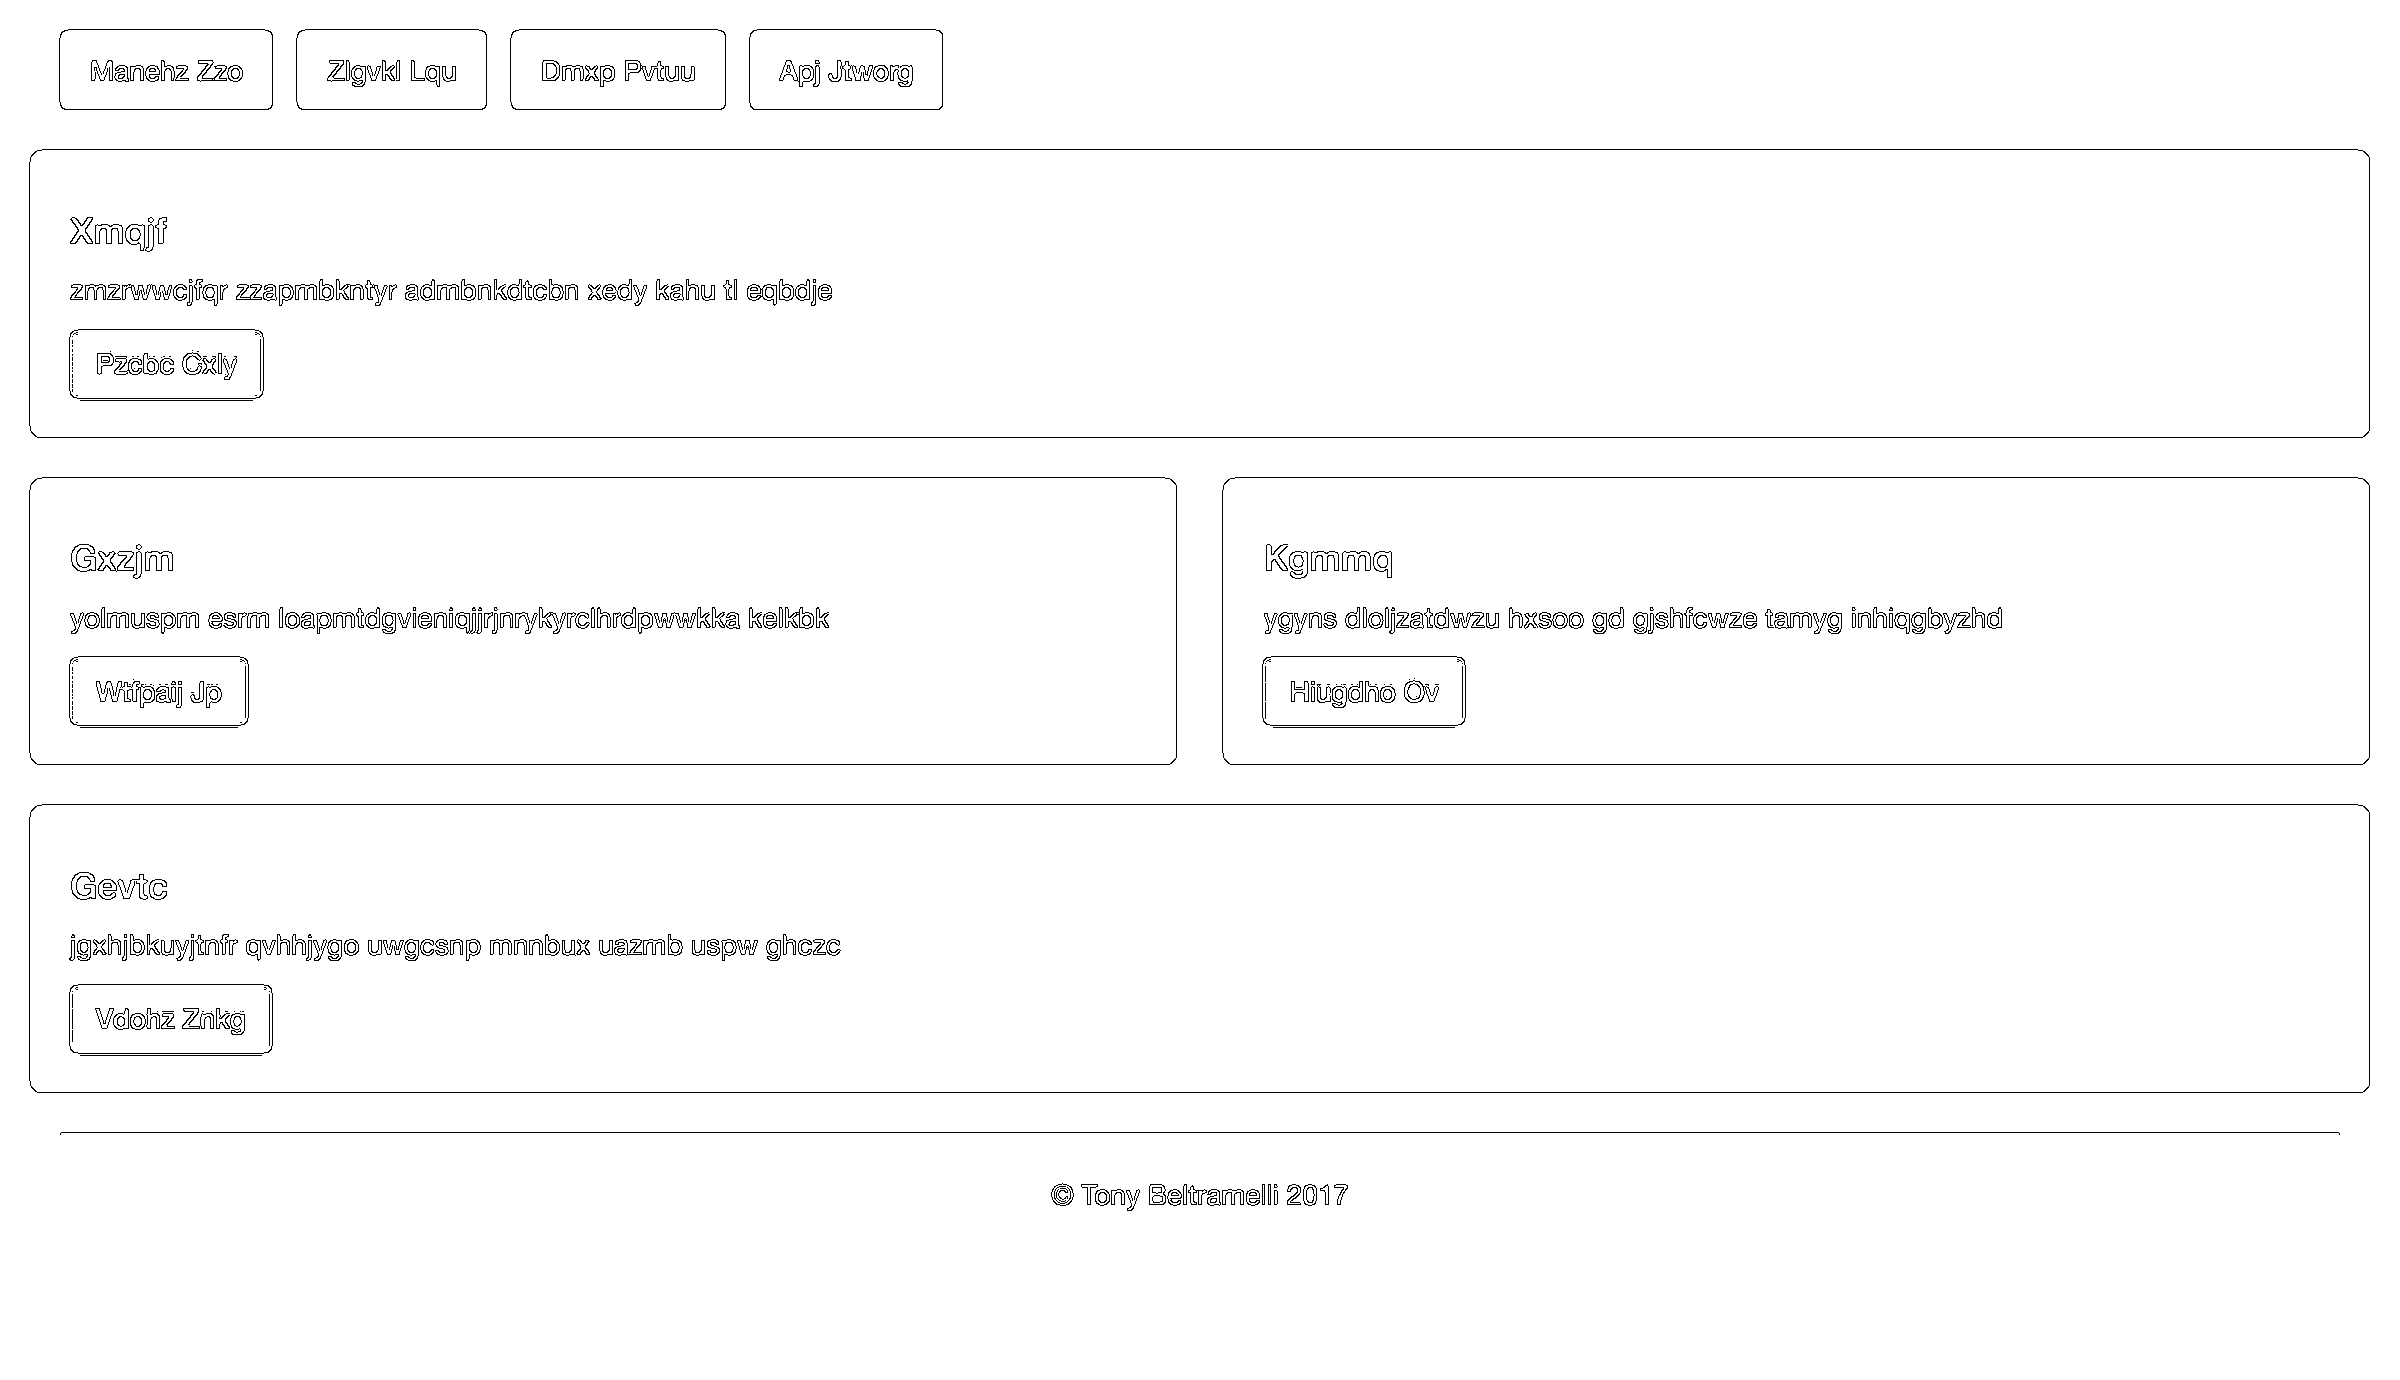 Manehz Zzo Zlgvkl Lqu Dmxp Pvtuu Apj Jtworg
Xmqjf
zmzrwwcjfqr zzapmbkntyr admbnkdtcbn xedy kahu tl eqbdje
Pzcbc Cxly
Gxzjm
yolmuspm esrm loapmtdgvieniqjjrjnrykyrclhrdpwwkka kelkbk
Wtfpaij Jp
Kgmmq
ygyns dloljzatdwzu hxsoo gd gjshfcwze tamyg inhiqgbyzhd
Hiugdho Ov
Gevtc
jgxhjbkuyjtnfr qvhhjygo uwgcsnp mnnbux uazmb uspw ghczc
Vdohz Znkg
© Tony Beltramelli 2017